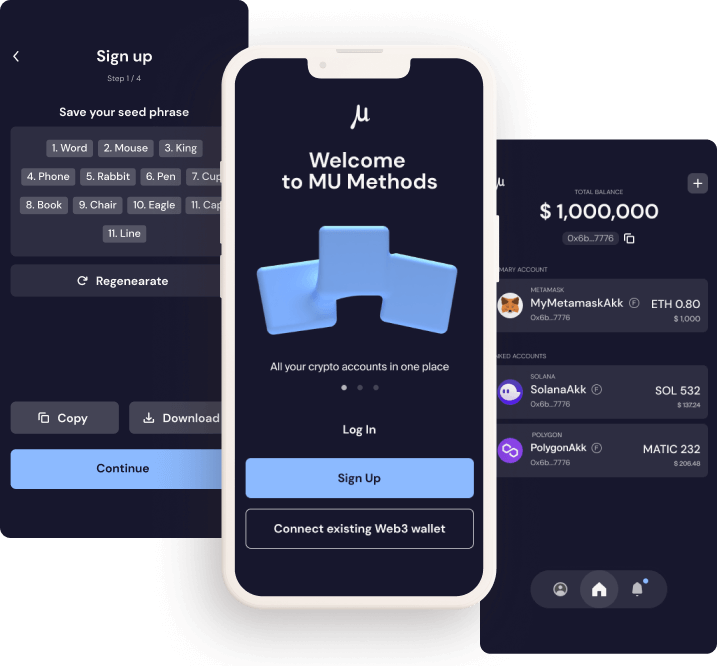 Sign up
Step 1 / 4
Save your seed phrase
1. Word 2. Mouse 3. King
4. Phone 5. Rabbit 6. Pen 7. Cup
8. Book 9. Chair 10. Eagle 11. Cap
11. Line
Regenearate
Copy Download
Continue
μ
Welcome
to MU Methods
All your crypto accounts in one place
Log In
Sign Up
Connect existing Web3 wallet
μ
TOTAL BALANCE
$ 1,000,000
0x6b...7776
MARY ACCOUNT
METAMASK
MyMetamaskAkk F ETH 0.80
0x6b...7776 $ 1,000
NKED ACCOUNTS
SOLANA
SolanaAkk F SOL 532
0x6b...7776 $ 137.24
POLYGON
PolygonAkk F MATIC 232
0x6b...7776 $ 206.48